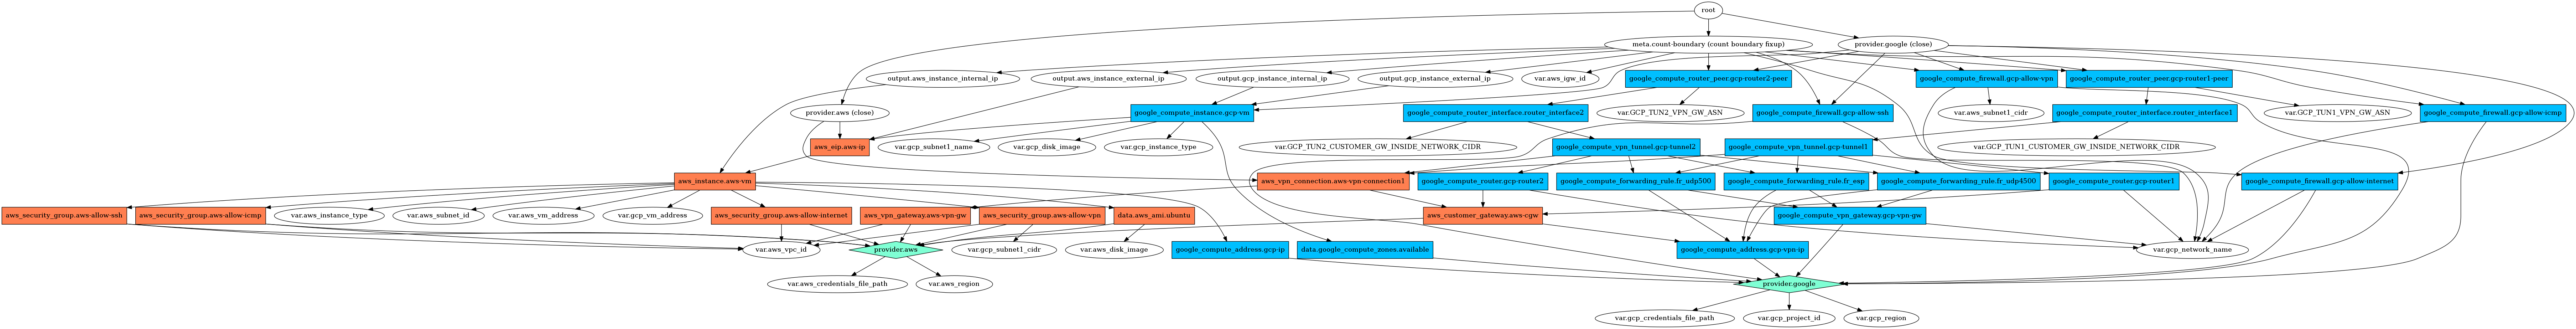 root
meta.count-boundary (count boundary fixup)
provider.google (close)
output.aws_instance_internal_ip
output.aws_instance_external_ip
output.gcp_instance_internal_ip
output.gcp_instance_external_ip
var.aws_igw_id
google_compute_router_peer.gcp-router2-peer
google_compute_firewall.gcp-allow-vpn
google_compute_router_peer.gcp-router1-peer
provider.aws (close)
google_compute_instance.gcp-vm
google_compute_router_interface.router_interface2
var.GCP_TUN2_VPN_GW_ASN
google_compute_firewall.gcp-allow-ssh
var.aws_subnet1_cidr
google_compute_router_interface.router_interface1
var.GCP_TUN1_VPN_GW_ASN
google_compute_firewall.gcp-allow-icmp
aws_eip.aws-ip
var.gcp_subnet1_name
var.gcp_disk_image
var.gcp_instance_type
var.GCP_TUN2_CUSTOMER_GW_INSIDE_NETWORK_CIDR
google_compute_vpn_tunnel.gcp-tunnel2
google_compute_vpn_tunnel.gcp-tunnel1
var.GCP_TUN1_CUSTOMER_GW_INSIDE_NETWORK_CIDR
aws_instance.aws-vm
aws_vpn_connection.aws-vpn-connection1
google_compute_router.gcp-router2
google_compute_forwarding_rule.fr_udp500
google_compute_forwarding_rule.fr_esp
google_compute_forwarding_rule.fr_udp4500
google_compute_router.gcp-router1
google_compute_firewall.gcp-allow-internet
aws_security_group.aws-allow-ssh
aws_security_group.aws-allow-icmp
var.aws_instance_type
var.aws_subnet_id
var.aws_vm_address
var.gcp_vm_address
aws_security_group.aws-allow-internet
aws_vpn_gateway.aws-vpn-gw
aws_security_group.aws-allow-vpn
data.aws_ami.ubuntu
aws_customer_gateway.aws-cgw
google_compute_vpn_gateway.gcp-vpn-gw
var.aws_vpc_id
provider.aws
var.gcp_subnet1_cidr
var.aws_disk_image
google_compute_address.gcp-ip
data.google_compute_zones.available
google_compute_address.gcp-vpn-ip
var.gcp_network_name
var.aws_credentials_file_path
var.aws_region
provider.google
var.gcp_credentials_file_path
var.gcp_project_id
var.gcp_region